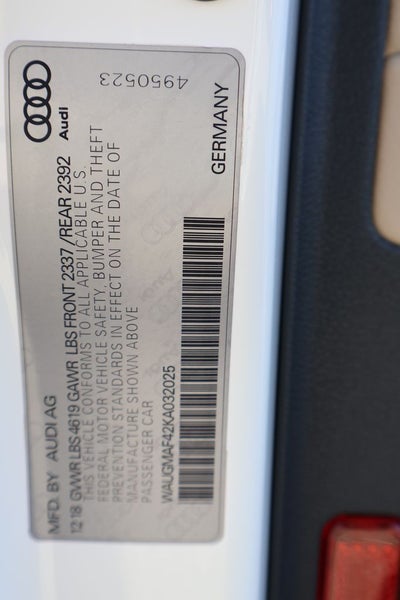 MFD. BY AUDI AG
12.18 GVWR LBS 4619 GAWR LBS FRONT 2337/REAR 2392
THIS VEHICLE CONFORMS TO ALL APPLICABLE U.S.
FEDERAL MOTOR VEHICLE SAFETY, BUMPER AND THEFT
PREVENTION STANDARDS IN EFFECT ON THE DATE OF
MANUFACTURE SHOWN ABOVE
PASSENGER CAR
WAUGMAF42KA032025
Audi
GERMANY
4950523